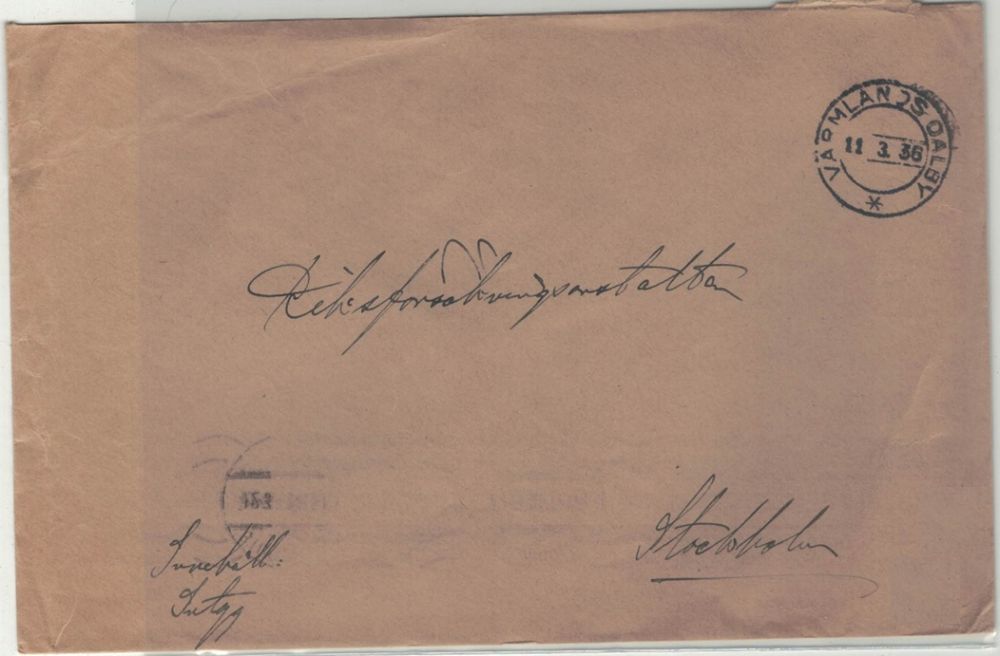 VÄRMLANDS DALBY
11 3. 36
Riksförsäkringsanstalten
Stockholm
Innehåll:
Intyg